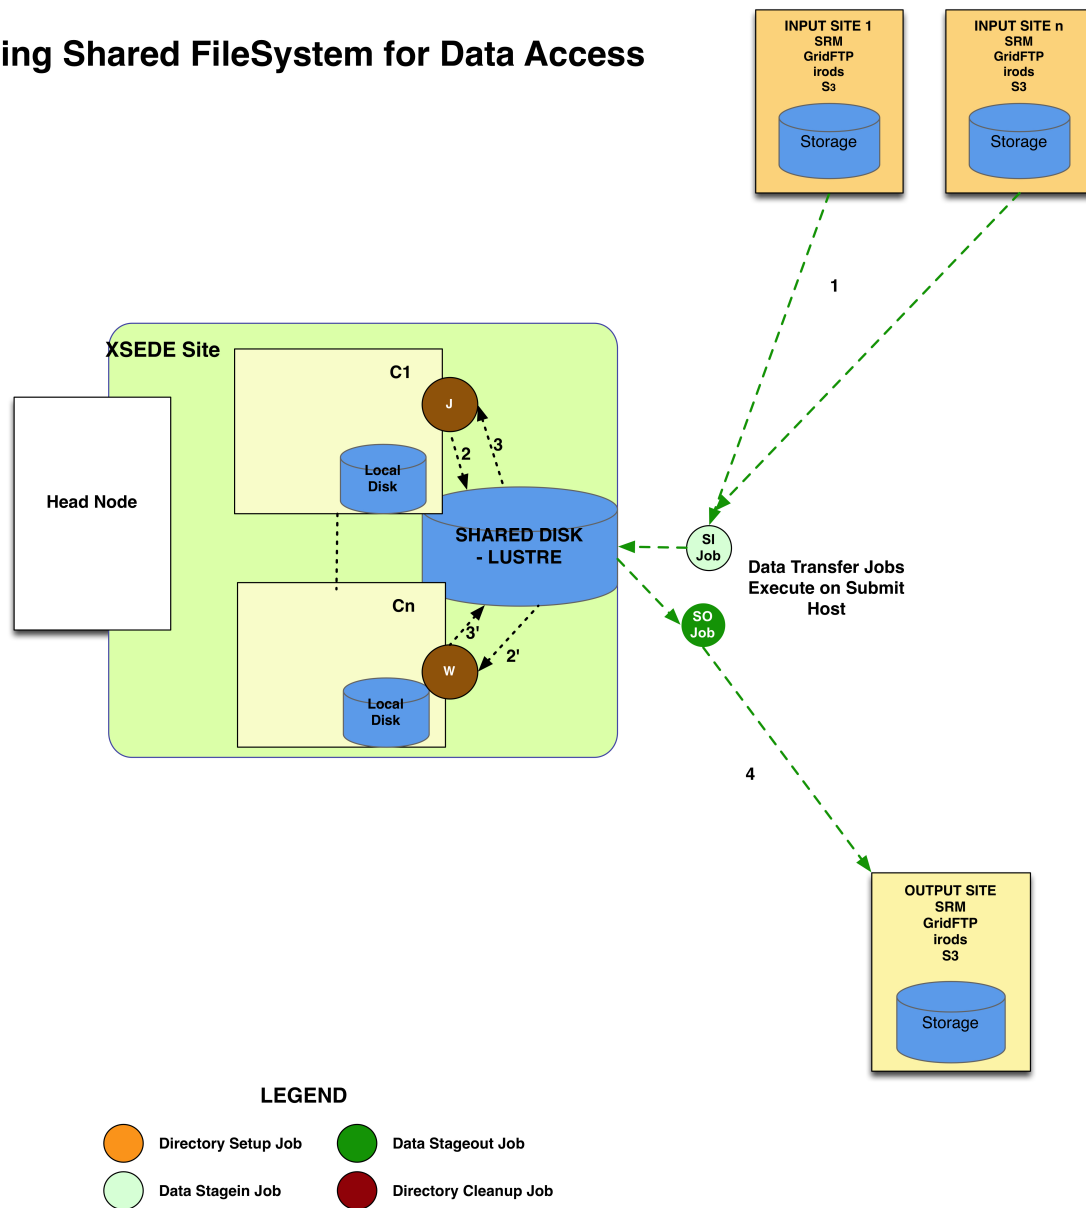 ing Shared FileSystem for Data Access
INPUT SITE 1
SRM
GridFTP
irods
S3
Storage
INPUT SITE n
SRM
GridFTP
irods
S3
Storage
1
XSEDE Site
C1
J
2
3
Local
Disk
Head Node
SHARED DISK
- LUSTRE
SI
Job
Data Transfer Jobs
Execute on Submit
Host
SO
Job
Cn
3'
2'
W
Local
Disk
4
OUTPUT SITE
SRM
GridFTP
irods
S3
Storage
LEGEND
Directory Setup Job
Data Stageout Job
Data Stagein Job
Directory Cleanup Job